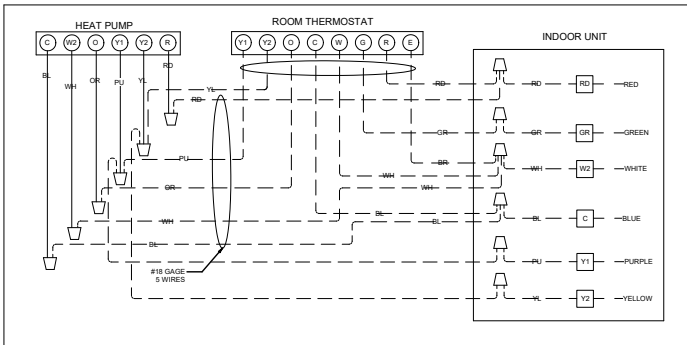 HEAT PUMP
ROOM THERMOSTAT
INDOOR UNIT
C W2 O Y1 Y2 R
Y1 Y2 O C W G R E
BL
WH
OR
PU
YL
RD
YL
RD
PU
OR
WH
BL
#18 GAGE
5 WIRES
RD
GR
BR
WH
WH
BL
BL
RD RD RED
GR GR GREEN
WH W2 WHITE
BL C BLUE
PU Y1 PURPLE
YL Y2 YELLOW